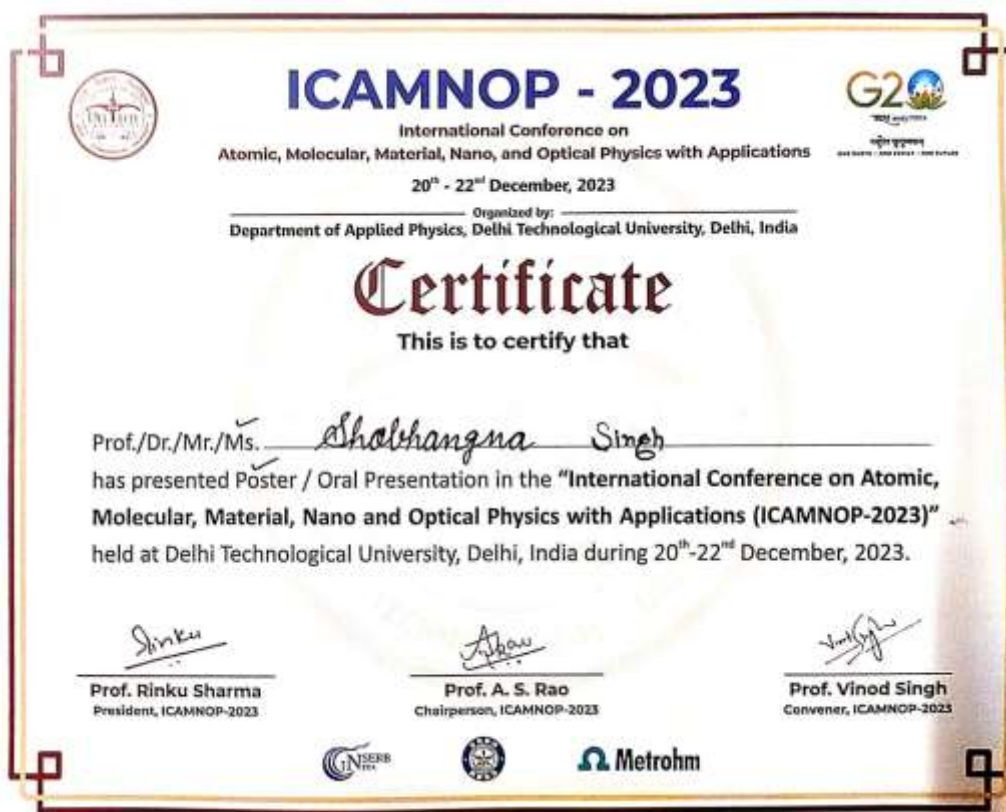 ICAMNOP - 2023
G20
International Conference on
Atomic, Molecular, Material, Nano, and Optical Physics with Applications
20th - 22nd December, 2023
Organized by:
Department of Applied Physics, Delhi Technological University, Delhi, India
Certificate
This is to certify that
Prof./Dr./Mr./Ms. Shobhangna Singh
has presented Poster / Oral Presentation in the "International Conference on Atomic,
Molecular, Material, Nano and Optical Physics with Applications (ICAMNOP-2023)"
held at Delhi Technological University, Delhi, India during 20th-22nd December, 2023.
Prof. Rinku Sharma
President, ICAMNOP-2023
Prof. A. S. Rao
Chairperson, ICAMNOP-2023
Prof. Vinod Singh
Convener, ICAMNOP-2023
SERB
Metrohm